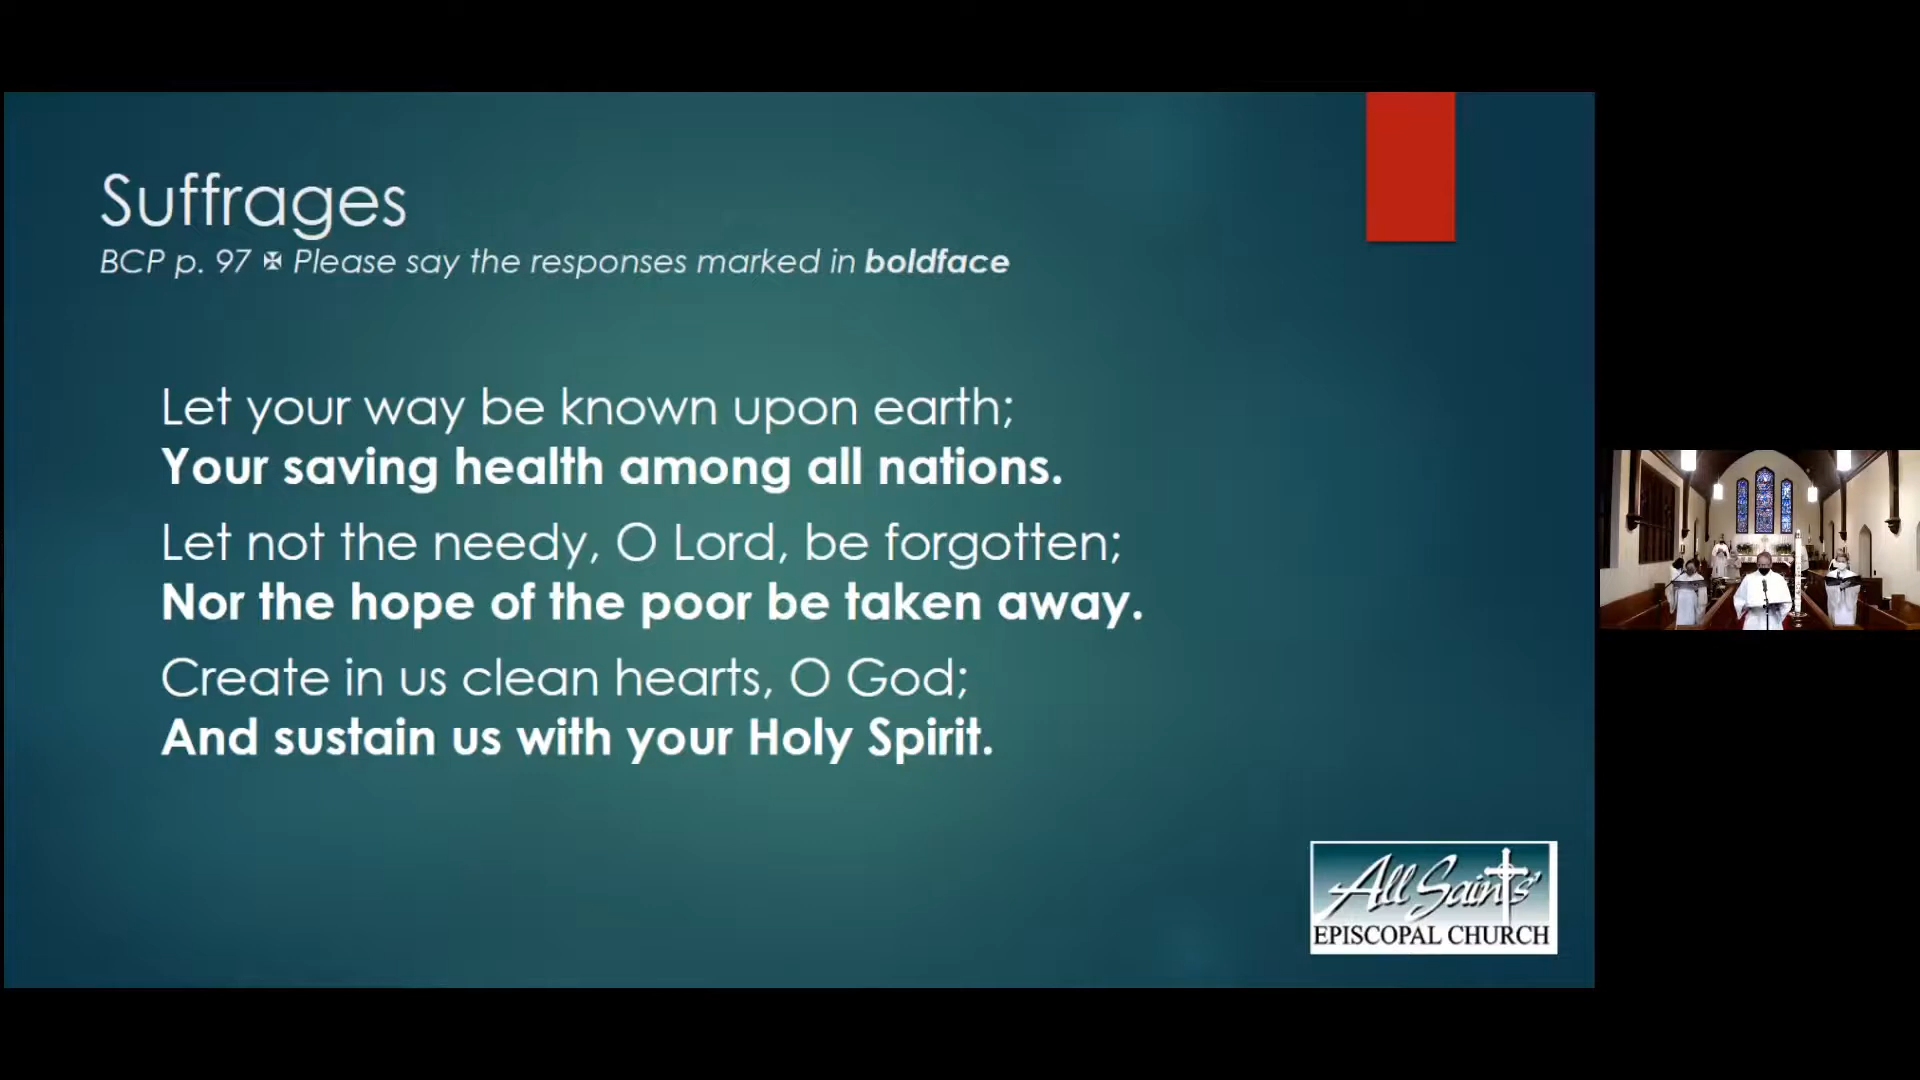 Suffrages
BCP p. 97 ✠ Please say the responses marked in boldface
Let your way be known upon earth;
Your saving health among all nations.
Let not the needy, O Lord, be forgotten;
Nor the hope of the poor be taken away.
Create in us clean hearts, O God;
And sustain us with your Holy Spirit.
All Saints'
EPISCOPAL CHURCH